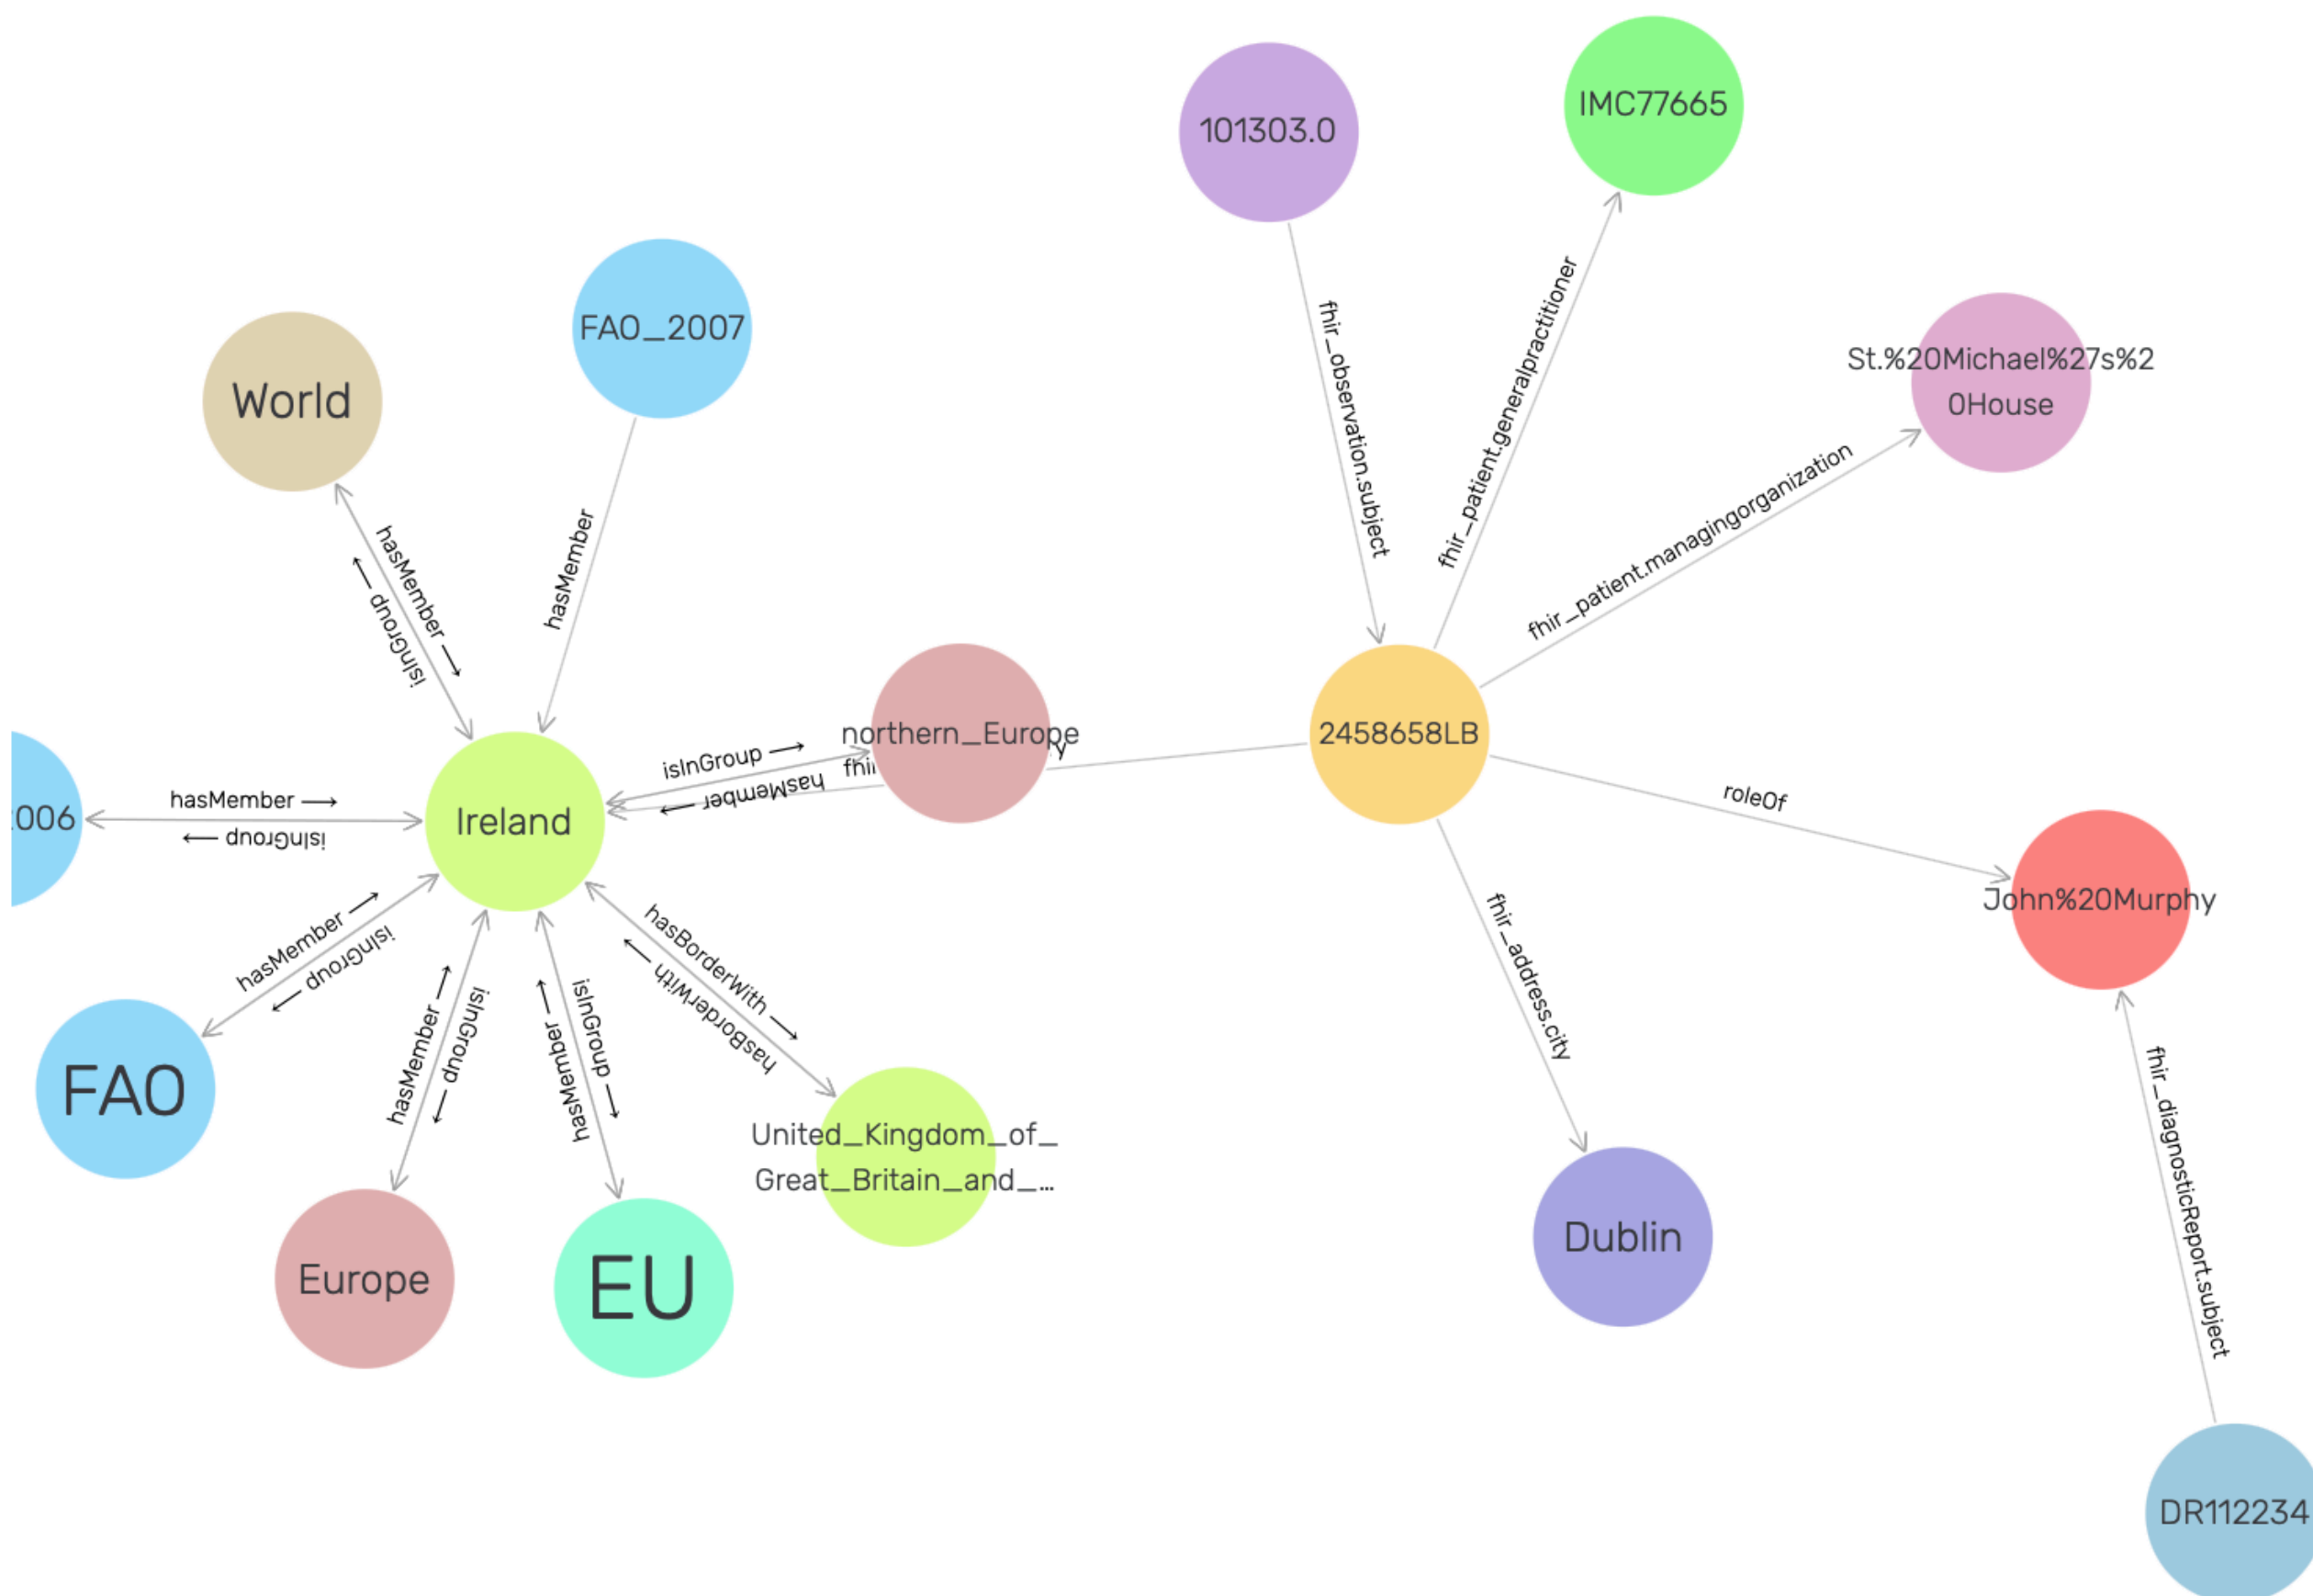 101303.0
IMC77665
FAO_2007
World
St.%20Michael%27s%2
0House
fhir_observation.subject
fhir_patient.generalpractitioner
fhir_patient.managingorganization
hasMember →
isInGroup →
hasMember
northern_Europe
2458658LB
isInGroup →
hasMember →
fhir
y
roleOf
hasMember →
isInGroup →
006
Ireland
John%20Murphy
hasMember →
isInGroup →
hasMember →
isInGroup →
isInGroup →
hasMember →
hasBorderWith →
hasBorderWith →
fhir_address.city
FAO
United_Kingdom_of_
Great_Britain_and_…
Europe
EU
Dublin
fhir_diagnosticReport.subject
DR112234